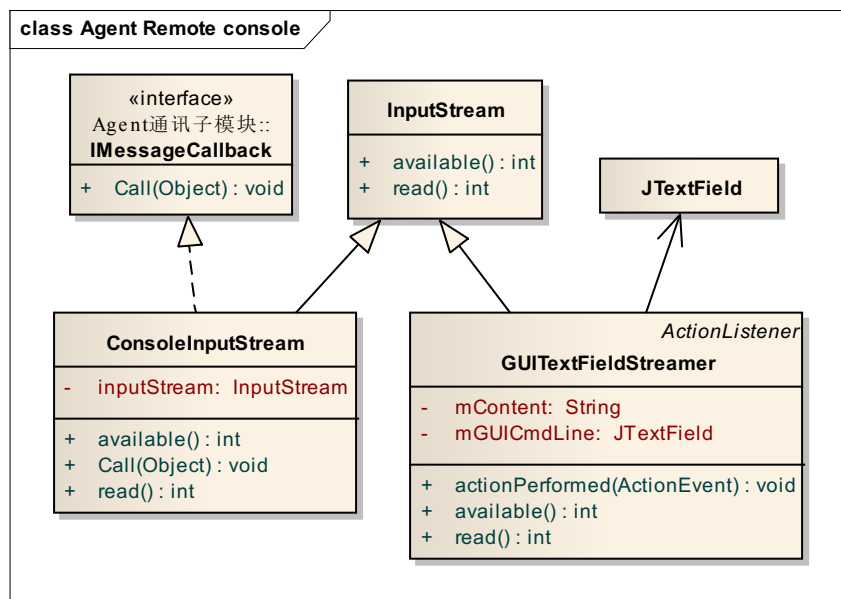 class Agent Remote console
«interface»
Agent通讯子模块::
IMessageCallback
+ Call(Object) : void
InputStream
+ available() : int
+ read() : int
JTextField
ConsoleInputStream
- inputStream: InputStream
+ available() : int
+ Call(Object) : void
+ read() : int
ActionListener
GUITextFieldStreamer
- mContent: String
- mGUICmdLine: JTextField
+ actionPerformed(ActionEvent) : void
+ available() : int
+ read() : int